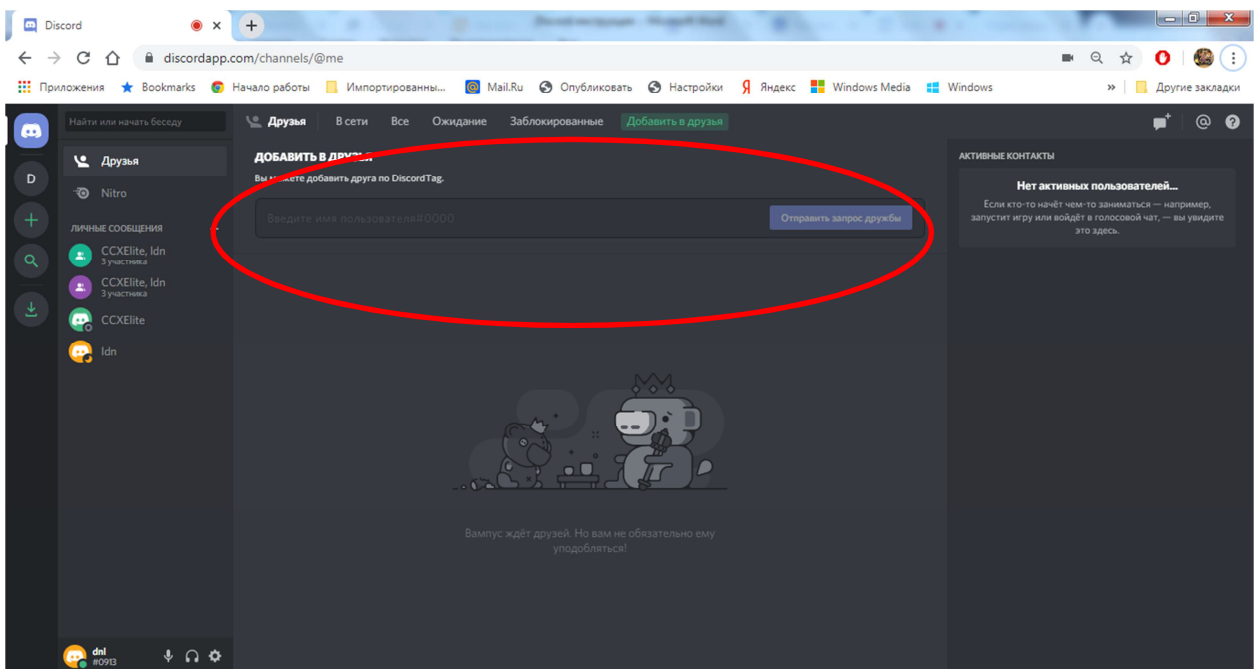 Discord
discordapp.com/channels/@me
Приложения Bookmarks Начало работы Импортированны... Mail.Ru Опубликовать Настройки Яндекс Windows Media Windows » Другие закладки
Найти или начать беседу
Друзья В сети Все Ожидание Заблокированные Добавить в друзья
D
Друзья
Nitro
ЛИЧНЫЕ СООБЩЕНИЯ
CCXElite, ldn
3 участника
CCXElite, ldn
3 участника
CCXElite
ldn
dnl
#0913
ДОБАВИТЬ В ДРУЗЬЯ
Вы можете добавить друга по DiscordTag.
Введите имя пользователя#0000
Отправить запрос дружбы
Вампус ждёт друзей. Но вам не обязательно ему
уподобляться!
АКТИВНЫЕ КОНТАКТЫ
Нет активных пользователей...
Если кто-то начнёт чем-то заниматься — например,
запустит игру или войдёт в голосовой чат, — вы увидите
это здесь.